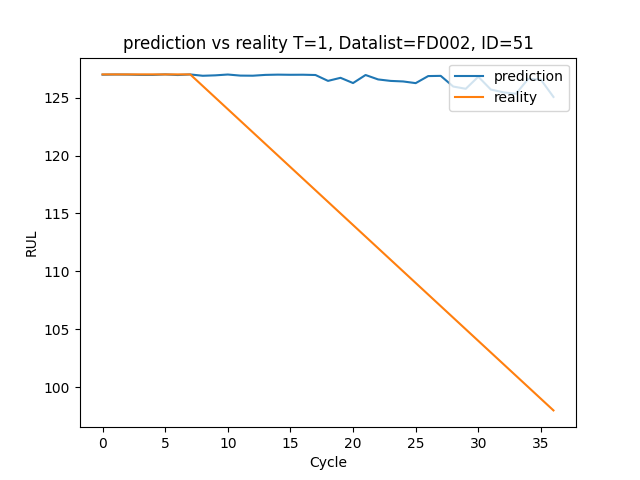 prediction vs reality T=1, Datalist=FD002, ID=51
prediction
reality
125
120
115
110
105
100
RUL
0 5 10 15 20 25 30 35
Cycle